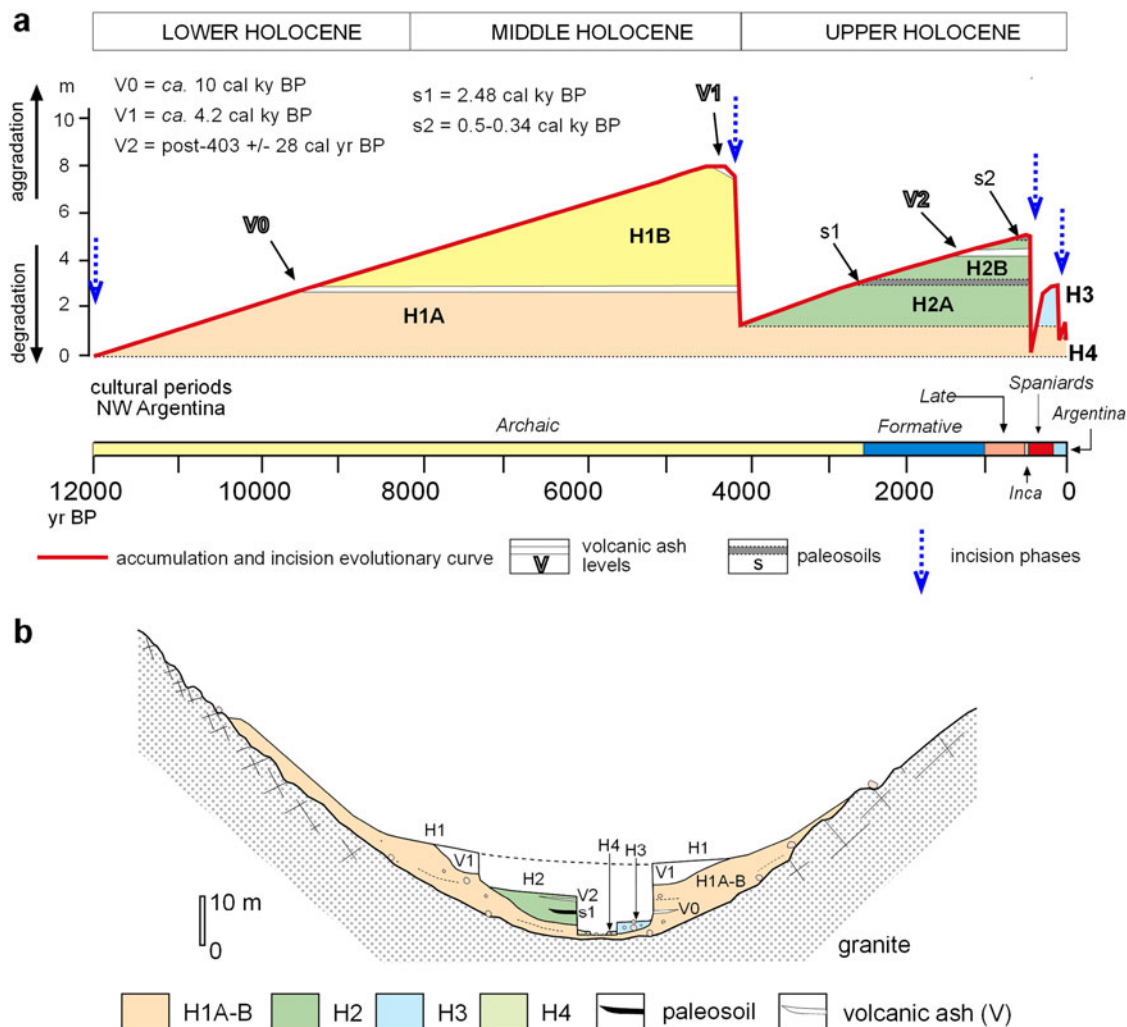 a
LOWER HOLOCENE MIDDLE HOLOCENE UPPER HOLOCENE
aggradation
degradation
m
10
8
6
4
2
0
V0 = ca. 10 cal ky BP
V1 = ca. 4.2 cal ky BP
V2 = post-403 +/- 28 cal yr BP
s1 = 2.48 cal ky BP
s2 = 0.5-0.34 cal ky BP
V0
V1
s1
V2
s2
H1A
H1B
H2A
H2B
H3
H4
cultural periods
NW Argentina
Archaic
Formative
Late
Spaniards
Argentina
Inca
12000 10000 8000 6000 4000 2000 0
yr BP
accumulation and incision evolutionary curve
V
volcanic ash
levels
s
paleosoils
incision phases
b
H1
V1
H2
V2
s1
H4
H3
H1
V1
H1A-B
V0
10 m
0
granite
H1A-B H2 H3 H4 paleosoil volcanic ash (V)